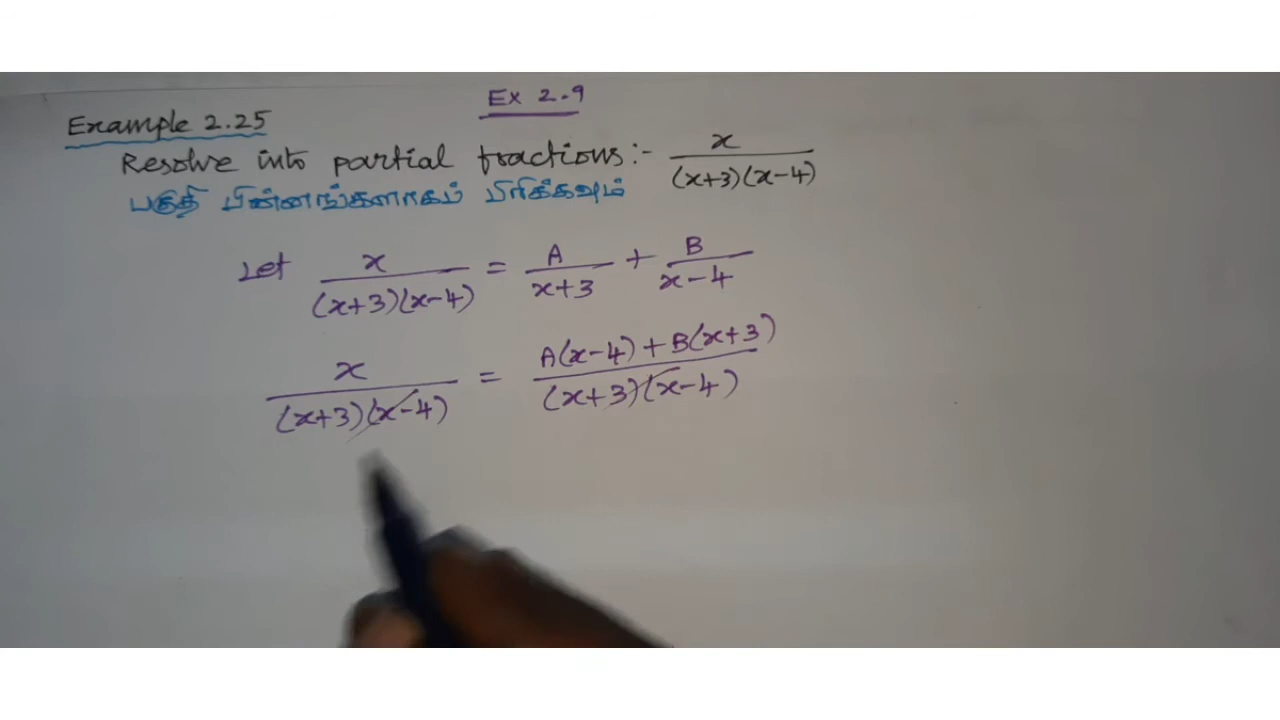 Ex 2.9
Example 2.25
Resolve into partial fractions:- x / (x+3)(x-4)
பகுதி பின்னங்களாகப் பிரிக்கவும்
Let x / (x+3)(x-4) = A / x+3 + B / x-4
x / (x+3)(x-4) = A(x-4) + B(x+3) / (x+3)(x-4)